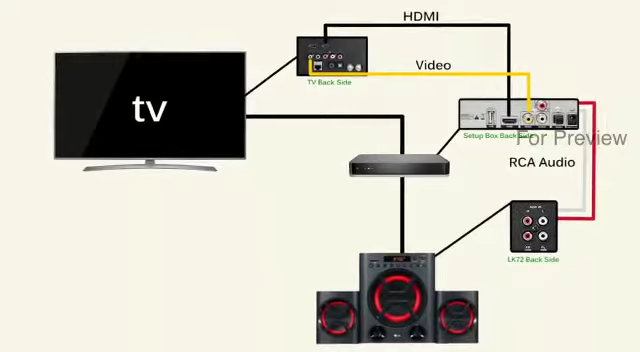 HDMI
Video
TV Back Side
tv
Setup Box Back Side
For Preview
RCA Audio
LK72 Back Side